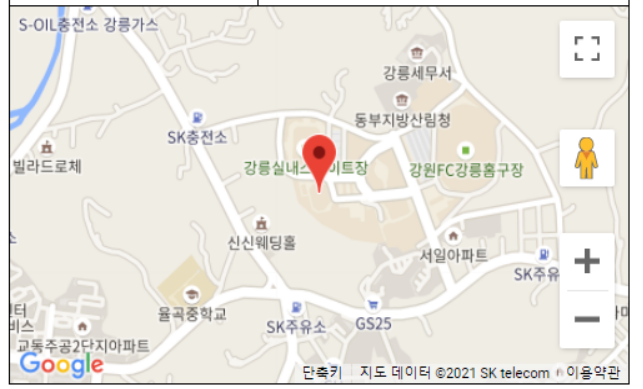 S-OIL충전소 강릉가스
강릉세무서
동부지방산림청
SK충전소
빌라드로체
강릉실내스
이트장
강원FC강릉홈구장
신신웨딩홀
서일아파트
SK주유
율곡중학교
SK주유소
GS25
터
비스
교동주공2단지아파트
Google
단축키
지도 데이터 ©2021 SK telecom
이용약관